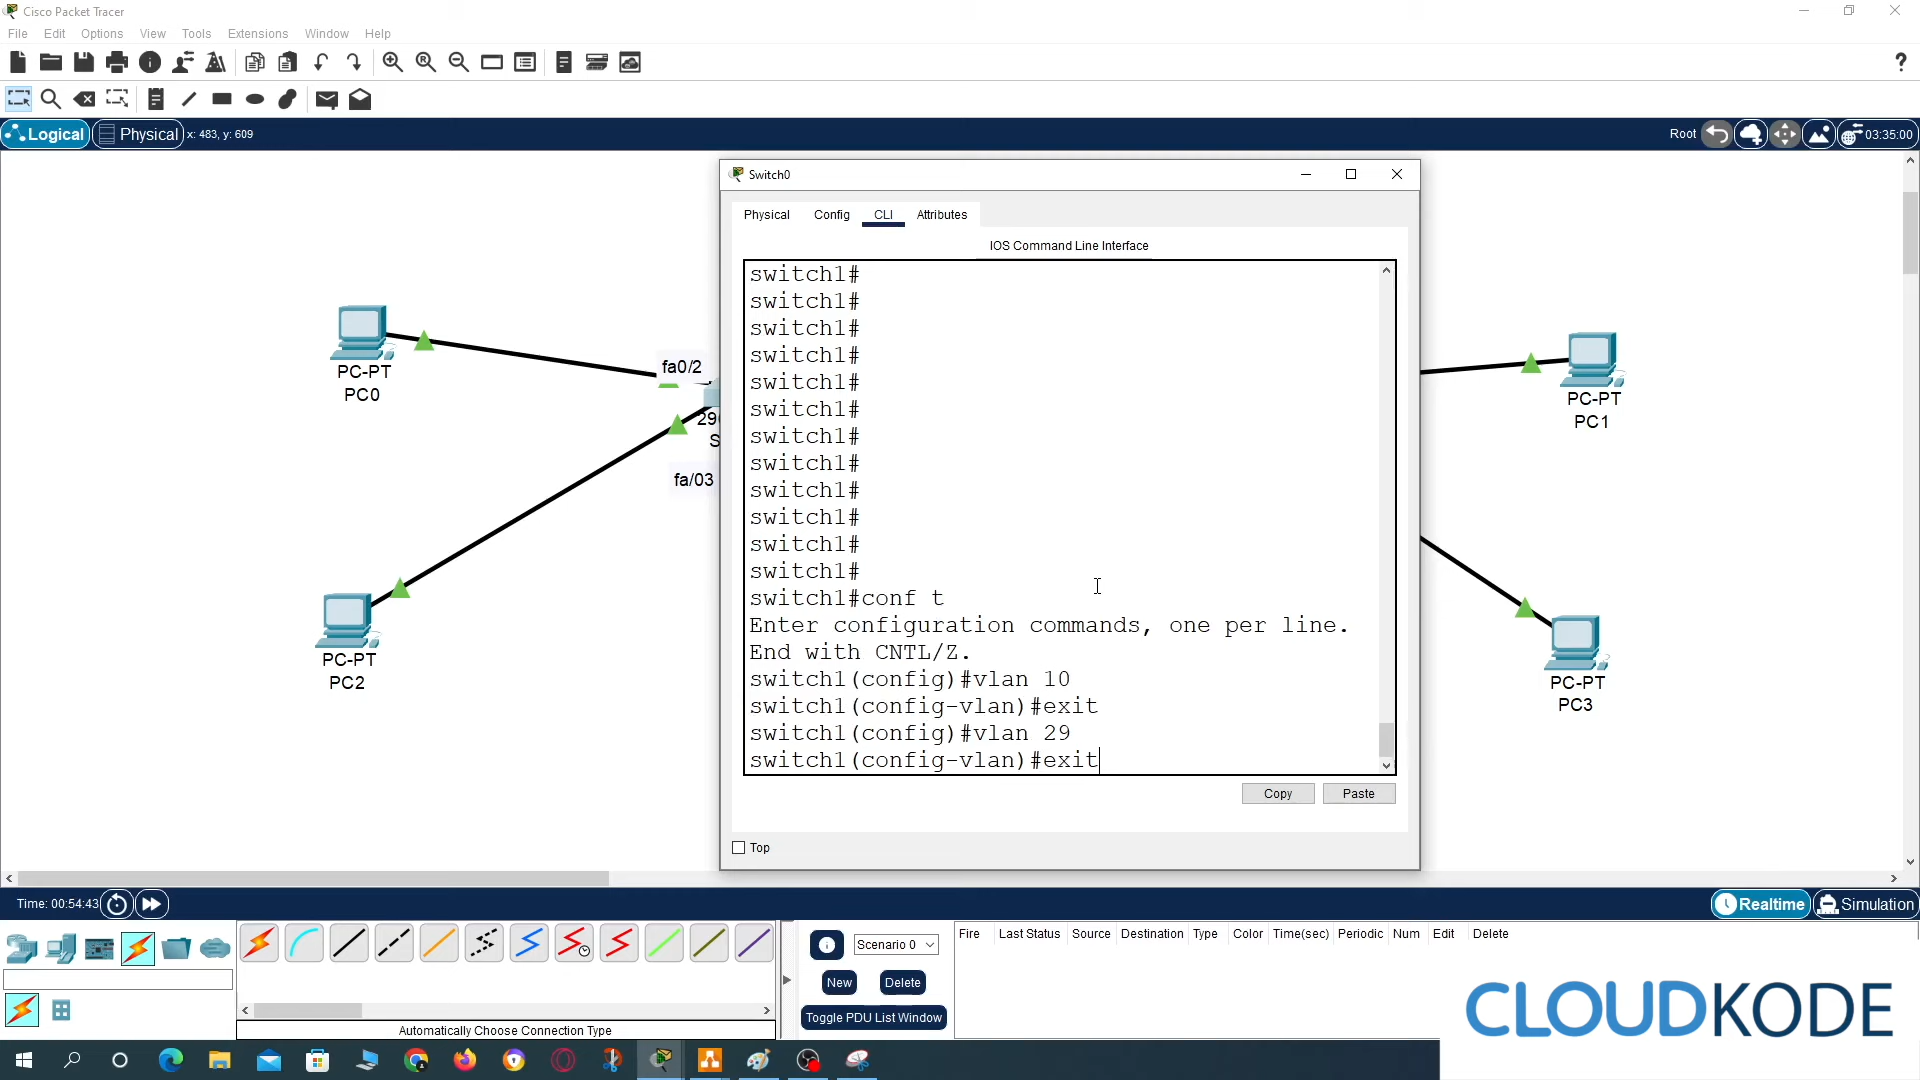 Cisco Packet Tracer
File Edit Options View Tools Extensions Window Help
Logical Physical x: 483, y: 609
Root 03:35:00
Switch0
Physical Config CLI Attributes
IOS Command Line Interface
switch1#
switch1#
switch1#
switch1#
switch1#
switch1#
switch1#
switch1#
switch1#
switch1#
switch1#
switch1#
switch1#conf t
Enter configuration commands, one per line.
End with CNTL/Z.
switch1(config)#vlan 10
switch1(config-vlan)#exit
switch1(config)#vlan 29
switch1(config-vlan)#exit
Copy Paste
Top
PC-PT
PC0
fa0/2
29
S
fa/03
PC-PT
PC2
PC-PT
PC1
PC-PT
PC3
Time: 00:54:43
Realtime Simulation
Scenario 0
New Delete
Toggle PDU List Window
Fire Last Status Source Destination Type Color Time(sec) Periodic Num Edit Delete
Automatically Choose Connection Type
CLOUDKODE